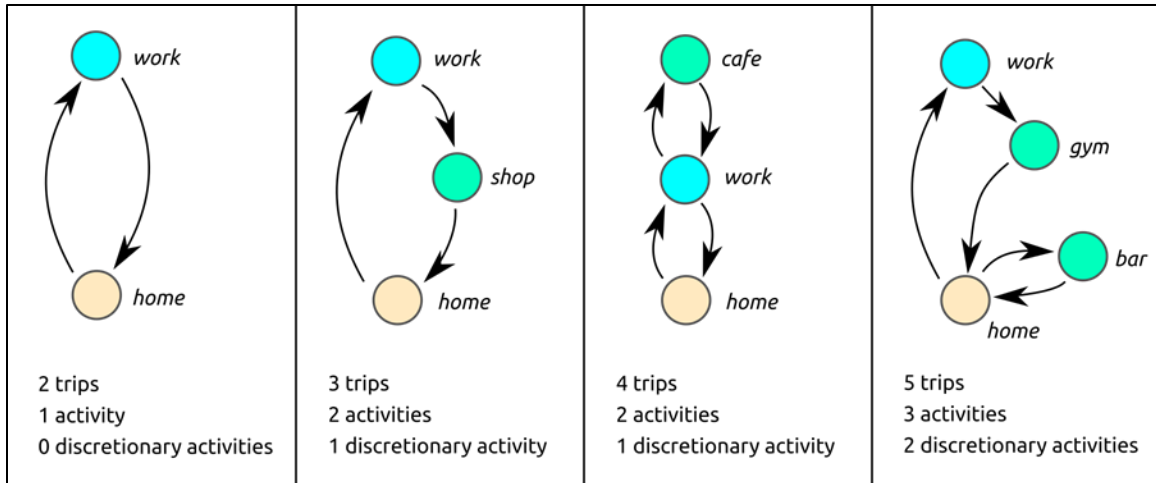 work
home
2 trips
1 activity
0 discretionary activities
work
shop
home
3 trips
2 activities
1 discretionary activity
cafe
work
home
4 trips
2 activities
1 discretionary activity
work
gym
bar
home
5 trips
3 activities
2 discretionary activities